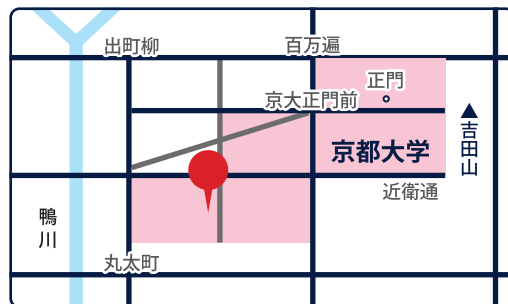 出町柳
百万遍
正門
京大正門前
▲吉田山
京都大学
近衛通
鴨川
丸太町